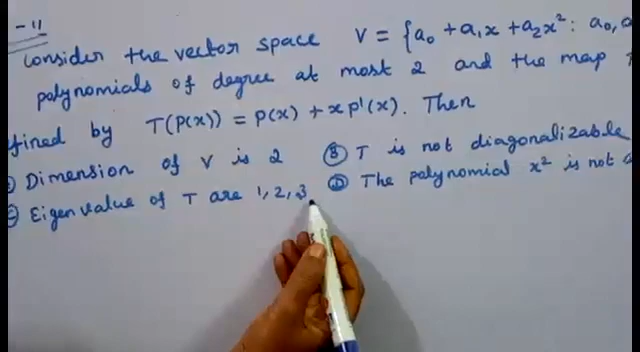 -11
Consider the vector space V = {a₀ + a₁x + a₂x² : a₀,
polynomials of degree at most 2 and the map
fined by T(P(x)) = P(x) + xp'(x). Then
Dimension of V is 2 (B) T is not diagonalizable
(C) Eigen value of T are 1, 2, 3 (D) The polynomial x² is not